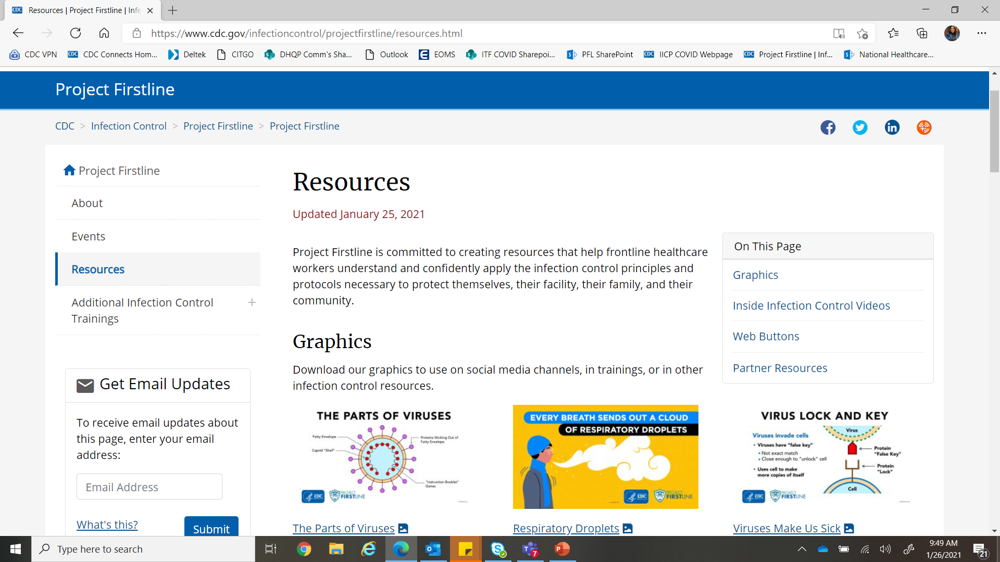 CDC Resources | Project Firstline | Infe
https://www.cdc.gov/infectioncontrol/projectfirstline/resources.html
CDC VPN CDC CDC Connects Hom... Deltek CITGO DHQP Comm's Sha... Outlook EOMS ITF COVID Sharepoi... PFL SharePoint CDC IICP COVID Webpage CDC Project Firstline | Inf... National Healthcare...
Project Firstline
CDC > Infection Control > Project Firstline > Project Firstline
Project Firstline
About
Events
Resources
Additional Infection Control
Trainings
Get Email Updates
To receive email updates about
this page, enter your email
address:
Email Address
What's this?
Submit
Resources
Updated January 25, 2021
Project Firstline is committed to creating resources that help frontline healthcare
workers understand and confidently apply the infection control principles and
protocols necessary to protect themselves, their facility, their family, and their
community.
On This Page
Graphics
Inside Infection Control Videos
Web Buttons
Partner Resources
Graphics
Download our graphics to use on social media channels, in trainings, or in other
infection control resources.
THE PARTS OF VIRUSES
Fatty Envelope
Capsid "Shell"
Proteins Sticking Out of
Fatty Envelope
"Instruction Booklet"
Genes
CDC
PROJECT
FIRSTLINE
The Parts of Viruses
EVERY BREATH SENDS OUT A CLOUD
OF RESPIRATORY DROPLETS
CDC
PROJECT
FIRSTLINE
Respiratory Droplets
VIRUS LOCK AND KEY
Viruses invade cells
Viruses have "false key"
Not exact match
Close enough to "unlock" cell
Uses cell to make
more copies of itself
Virus
Protein
"False Key"
Protein
"Lock"
Cell
CDC
PROJECT
FIRSTLINE
Viruses Make Us Sick
Type here to search
7
9:49 AM
1/26/2021
21